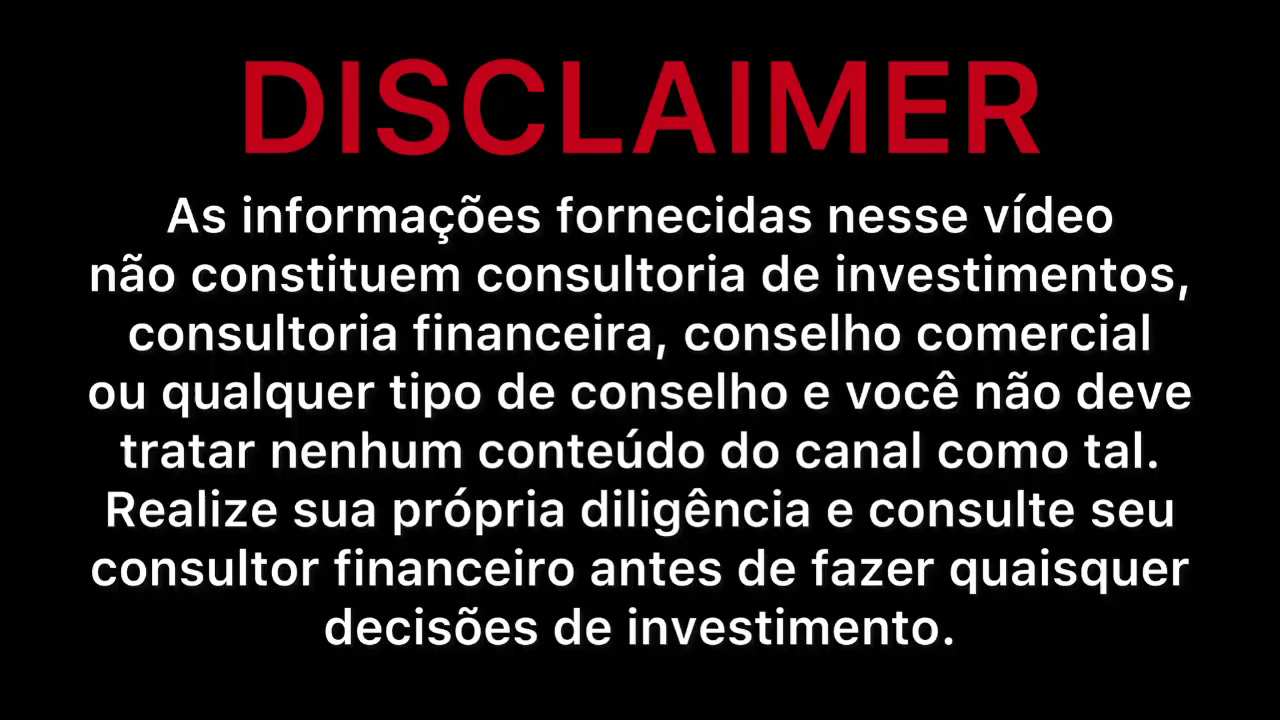 DISCLAIMER
As informações fornecidas nesse vídeo
não constituem consultoria de investimentos,
consultoria financeira, conselho comercial
ou qualquer tipo de conselho e você não deve
tratar nenhum conteúdo do canal como tal.
Realize sua própria diligência e consulte seu
consultor financeiro antes de fazer quaisquer
decisões de investimento.